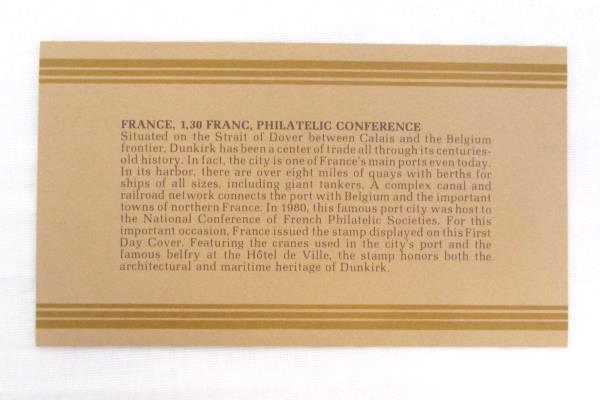 FRANCE, 1,30 FRANC, PHILATELIC CONFERENCE
Situated on the Strait of Dover between Calais and the Belgium
frontier, Dunkirk has been a center of trade all through its centuries-
old history. In fact, the city is one of France's main ports even today.
In its harbor, there are over eight miles of quays with berths for
ships of all sizes, including giant tankers. A complex canal and
railroad network connects the port with Belgium and the important
towns of northern France. In 1980, this famous port city was host to
the National Conference of French Philatelic Societies. For this
important occasion, France issued the stamp displayed on this First
Day Cover. Featuring the cranes used in the city's port and the
famous belfry at the Hôtel de Ville, the stamp honors both the
architectural and maritime heritage of Dunkirk.